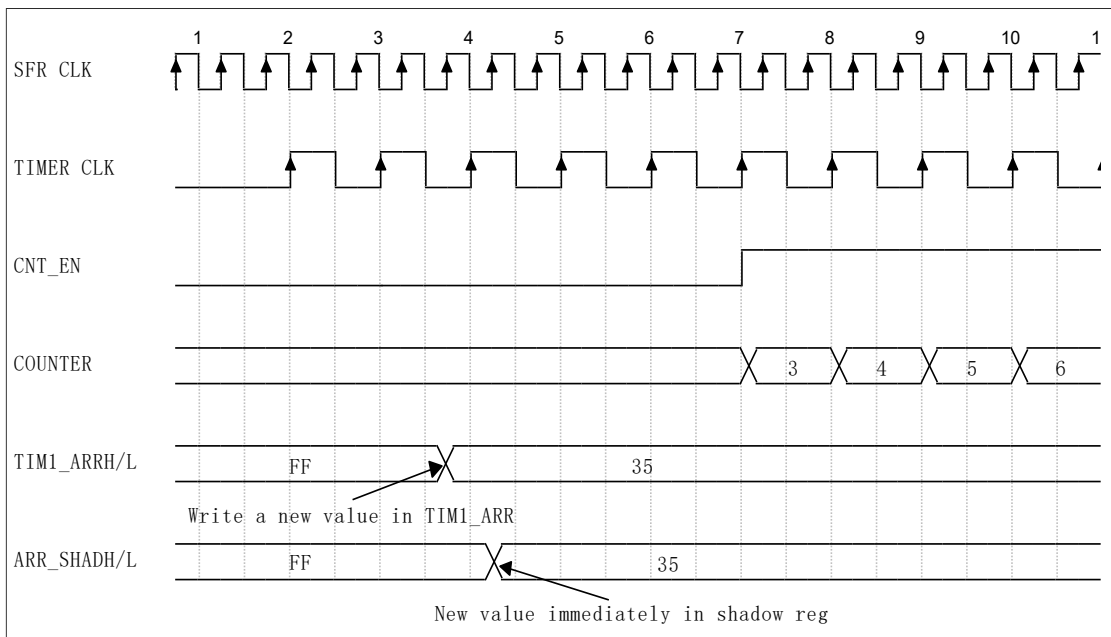 1 2 3 4 5 6 7 8 9 10 1
SFR CLK
TIMER CLK
CNT_EN
COUNTER 3 4 5 6
TIM1_ARRH/L FF 35
Write a new value in TIM1_ARR
ARR_SHADH/L FF 35
New value immediately in shadow reg